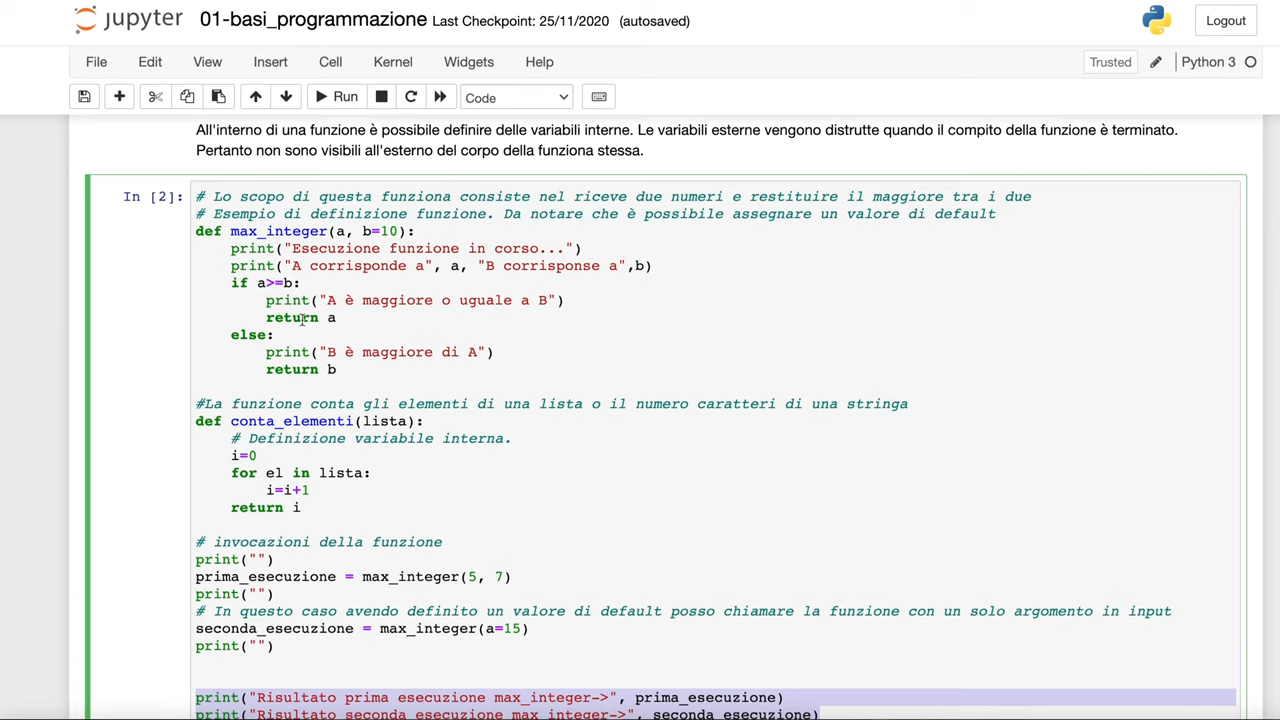 jupyter 01-basi_programmazione Last Checkpoint: 25/11/2020 (autosaved) Logout
File Edit View Insert Cell Kernel Widgets Help Trusted Python 3
Run Code
All'interno di una funzione è possibile definire delle variabili interne. Le variabili esterne vengono distrutte quando il compito della funzione è terminato.
Pertanto non sono visibili all'esterno del corpo della funziona stessa.
In [2]: # Lo scopo di questa funziona consiste nel riceve due numeri e restituire il maggiore tra i due
# Esempio di definizione funzione. Da notare che è possibile assegnare un valore di default
def max_integer(a, b=10):
    print("Esecuzione funzione in corso...")
    print("A corrisponde a", a, "B corrisponse a",b)
    if a>=b:
        print("A è maggiore o uguale a B")
        return a
    else:
        print("B è maggiore di A")
        return b
#La funzione conta gli elementi di una lista o il numero caratteri di una stringa
def conta_elementi(lista):
    # Definizione variabile interna.
    i=0
    for el in lista:
        i=i+1
    return i
# invocazioni della funzione
print("")
prima_esecuzione = max_integer(5, 7)
print("")
# In questo caso avendo definito un valore di default posso chiamare la funzione con un solo argomento in input
seconda_esecuzione = max_integer(a=15)
print("")
print("Risultato prima esecuzione max_integer->", prima_esecuzione)
print("Risultato seconda esecuzione max_integer->", seconda_esecuzione)